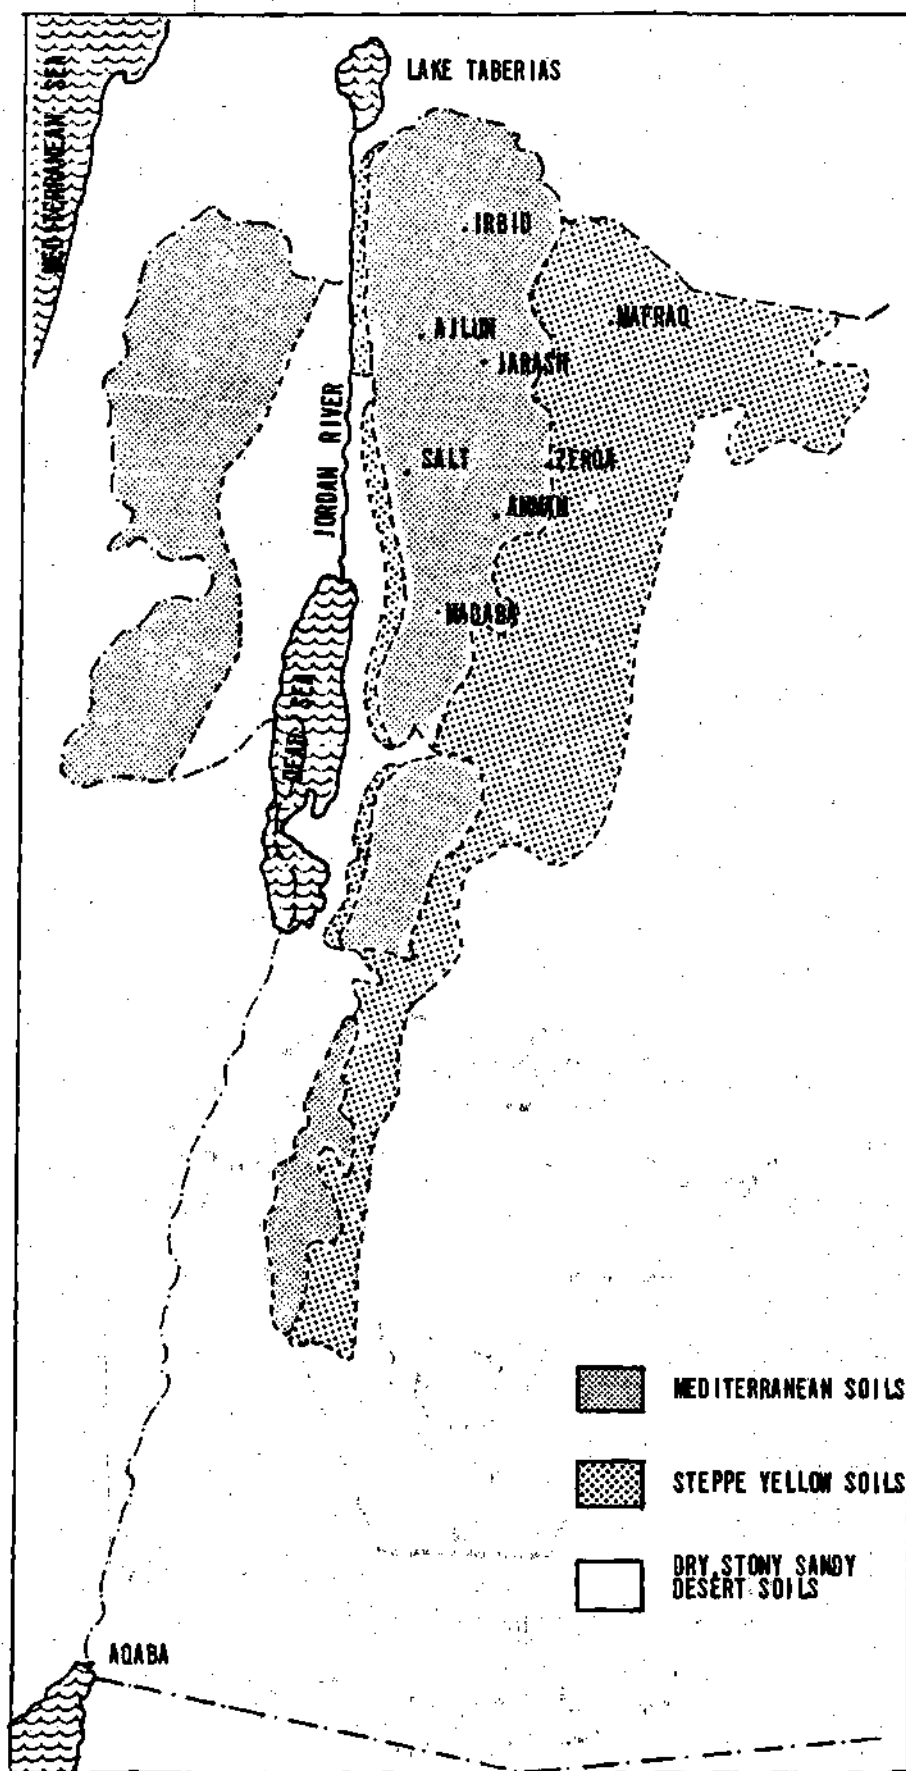 LAKE TABERIAS
MEDITERRANEAN SEA
IRBID
MAFRAQ
AJLUN
JARASH
JORDAN RIVER
SALT
ZERQA
AMMAN
MADABA
DEAD SEA
MEDITERRANEAN SOILS
STEPPE YELLOW SOILS
DRY, STONY SANDY
DESERT SOILS
AQABA